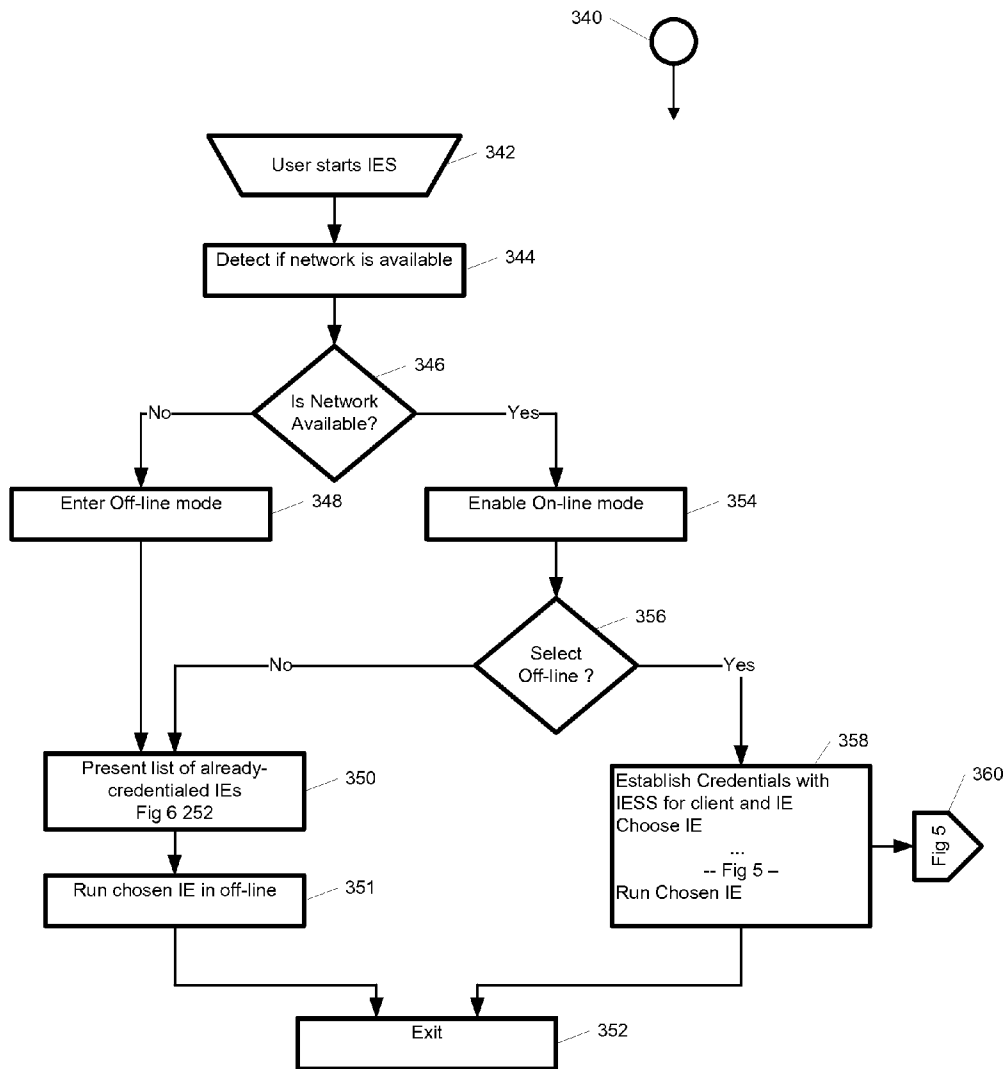 340
User starts IES
342
Detect if network is available
344
346
Is Network
Available?
No
Yes
Enter Off-line mode
348
Enable On-line mode
354
356
Select
Off-line ?
No
Yes
Present list of already-
credentialed IEs
Fig 6 252
350
358
Establish Credentials with
IESS for client and IE
Choose IE
...
-- Fig 5 –
Run Chosen IE
360
Fig 5
Run chosen IE in off-line
351
Exit
352